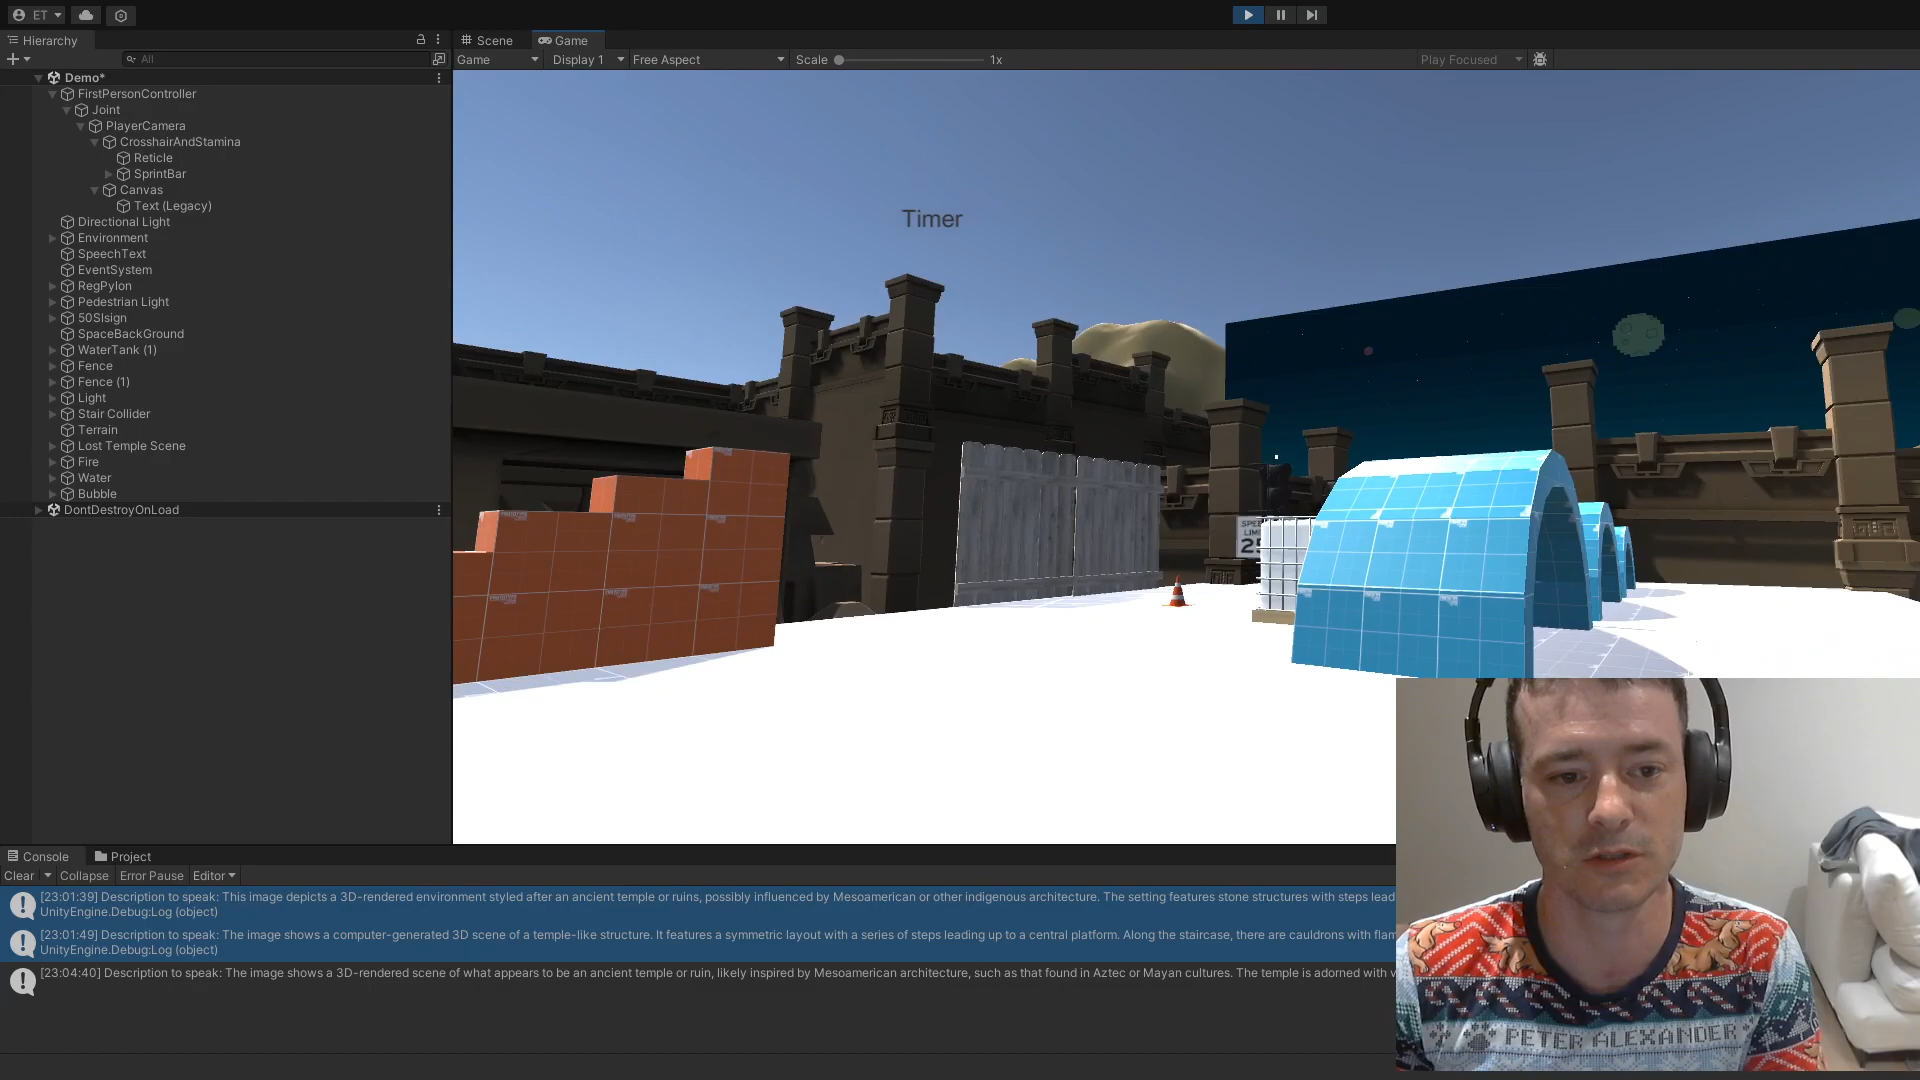 ET
Hierarchy
All
Demo*
FirstPersonController
Joint
PlayerCamera
CrosshairAndStamina
Reticle
SprintBar
Canvas
Text (Legacy)
Directional Light
Environment
SpeechText
EventSystem
RegPylon
Pedestrian Light
50Slsign
SpaceBackGround
WaterTank (1)
Fence
Fence (1)
Light
Stair Collider
Terrain
Lost Temple Scene
Fire
Water
Bubble
DontDestroyOnLoad
Scene
Game
Game
Display 1
Free Aspect
Scale
1x
Play Focused
Timer
Console
Project
Clear
Collapse
Error Pause
Editor
[23:01:39] Description to speak: This image depicts a 3D-rendered environment styled after an ancient temple or ruins, possibly influenced by Mesoamerican or other indigenous architecture. The setting features stone structures with steps lead
UnityEngine.Debug:Log (object)
[23:01:49] Description to speak: The image shows a computer-generated 3D scene of a temple-like structure. It features a symmetric layout with a series of steps leading up to a central platform. Along the staircase, there are cauldrons with flam
UnityEngine.Debug:Log (object)
[23:04:40] Description to speak: The image shows a 3D-rendered scene of what appears to be an ancient temple or ruin, likely inspired by Mesoamerican architecture, such as that found in Aztec or Mayan cultures. The temple is adorned with v
PETER ALEXANDER